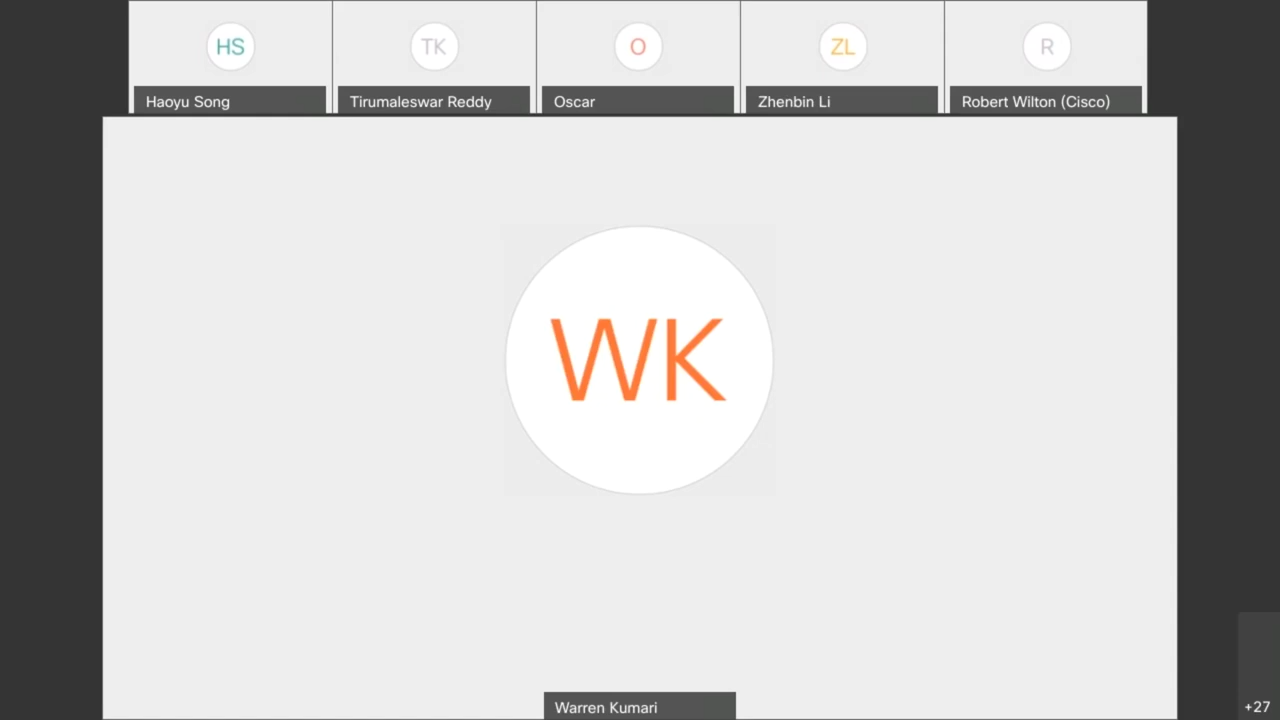 HS
TK
O
ZL
R
Haoyu Song
Tirumaleswar Reddy
Oscar
Zhenbin Li
Robert Wilton (Cisco)
WK
Warren Kumari
+27